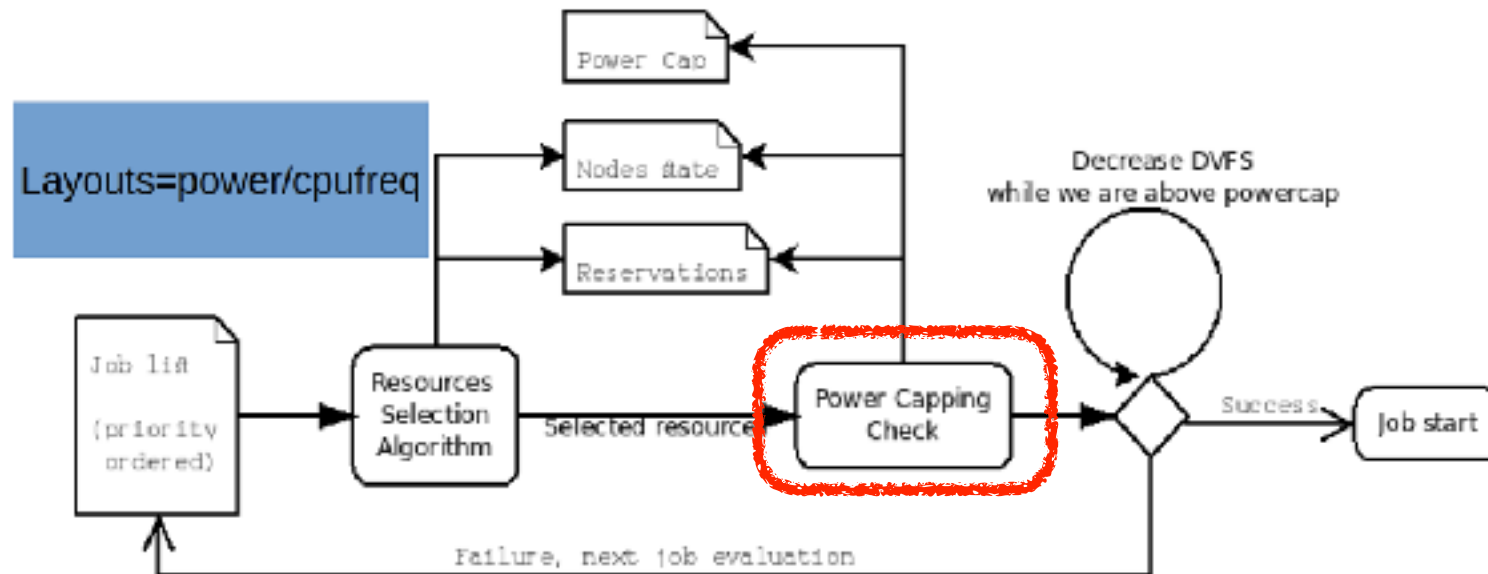 Power Cap
Layouts=power/cpufreq
Nodes State
Decrease DVFS
while we are above powercap
Reservations
Job list
(priority
ordered)
Resources
Selection
Algorithm
Selected resources
Power Capping
Check
Success
Job start
Failure, next job evaluation